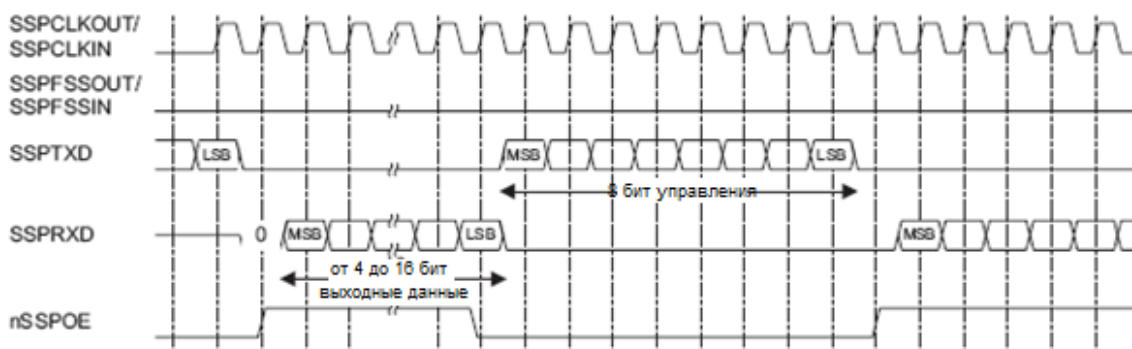 SSPCLKOUT/
SSPCLKIN
SSPFSSOUT/
SSPFSSIN
SSPTXD
LSB
MSB
LSB
8 бит управления
SSPRXD
0
MSB
LSB
MSB
от 4 до 16 бит
выходные данные
nSSPOE